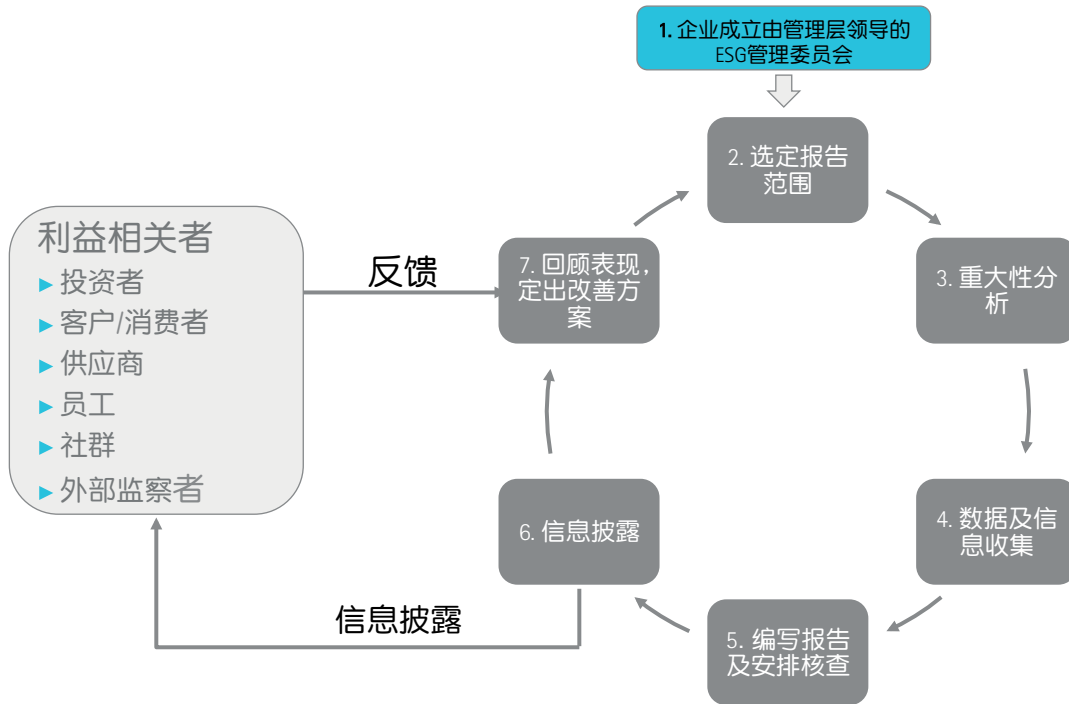 1. 企业成立由管理层领导的
ESG管理委员会
2. 选定报告
范围
利益相关者
▶ 投资者
▶ 客户/消费者
▶ 供应商
▶ 员工
▶ 社群
▶ 外部监察者
反馈
7. 回顾表现,
定出改善方
案
3. 重大性分
析
6. 信息披露
4. 数据及信
息收集
信息披露
5. 编写报告
及安排核查